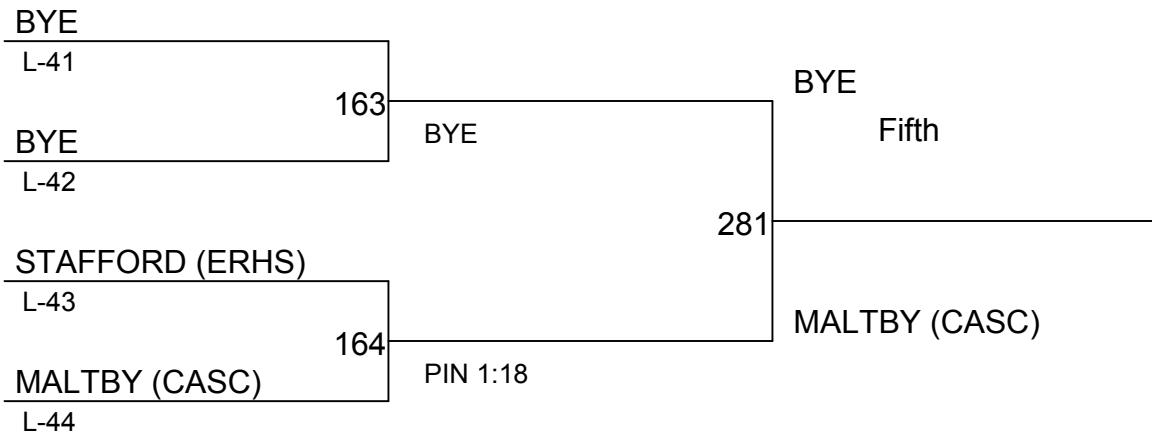 BYE
L-41
163
BYE
BYE
L-42
BYE
Fifth
281
STAFFORD (ERHS)
L-43
164
PIN 1:18
MALTBY (CASC)
L-44
MALTBY (CASC)